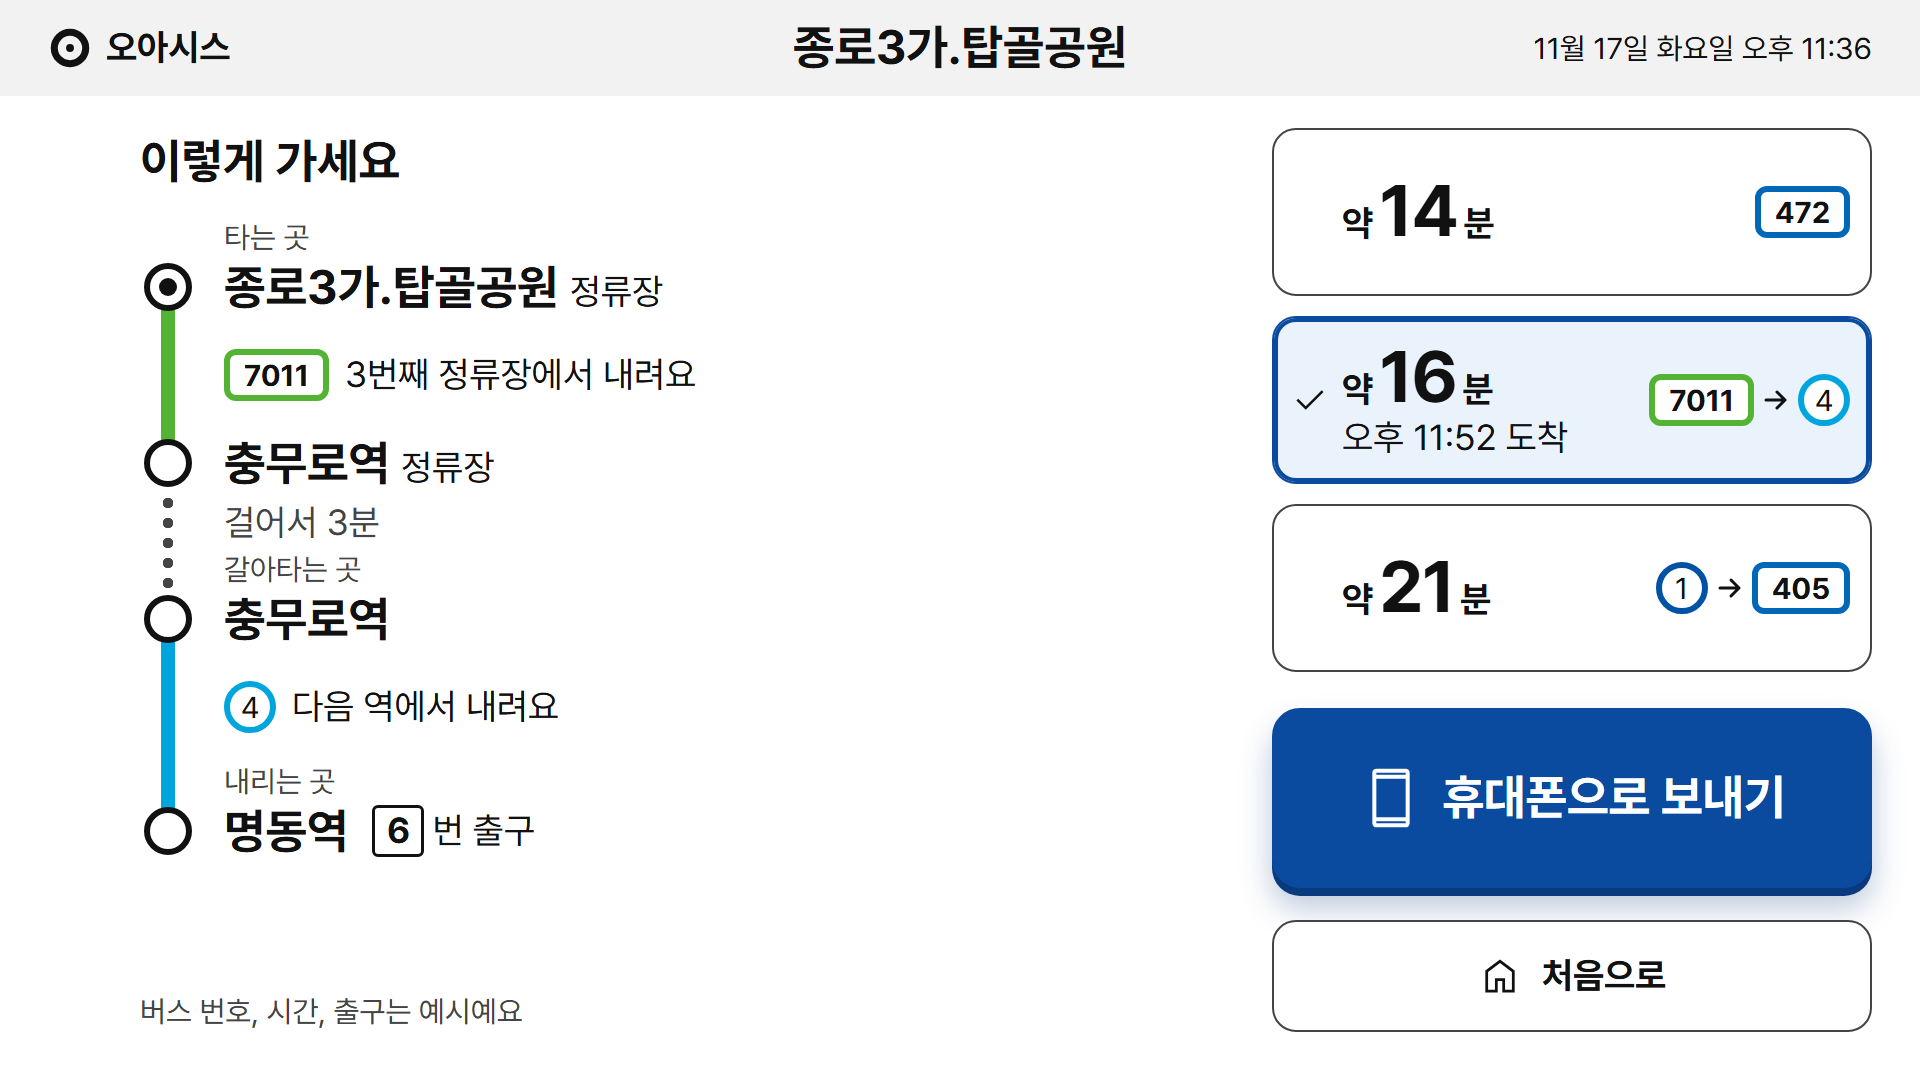 오아시스
종로3가.탑골공원
11월 17일 화요일 오후 11:36
이렇게 가세요
타는 곳
종로3가.탑골공원 정류장
7011 3번째 정류장에서 내려요
충무로역 정류장
걸어서 3분
갈아타는 곳
충무로역
4 다음 역에서 내려요
내리는 곳
명동역 6 번 출구
버스 번호, 시간, 출구는 예시예요
약 14 분 472
약 16 분 7011 → 4
오후 11:52 도착
약 21 분 1 → 405
휴대폰으로 보내기
처음으로